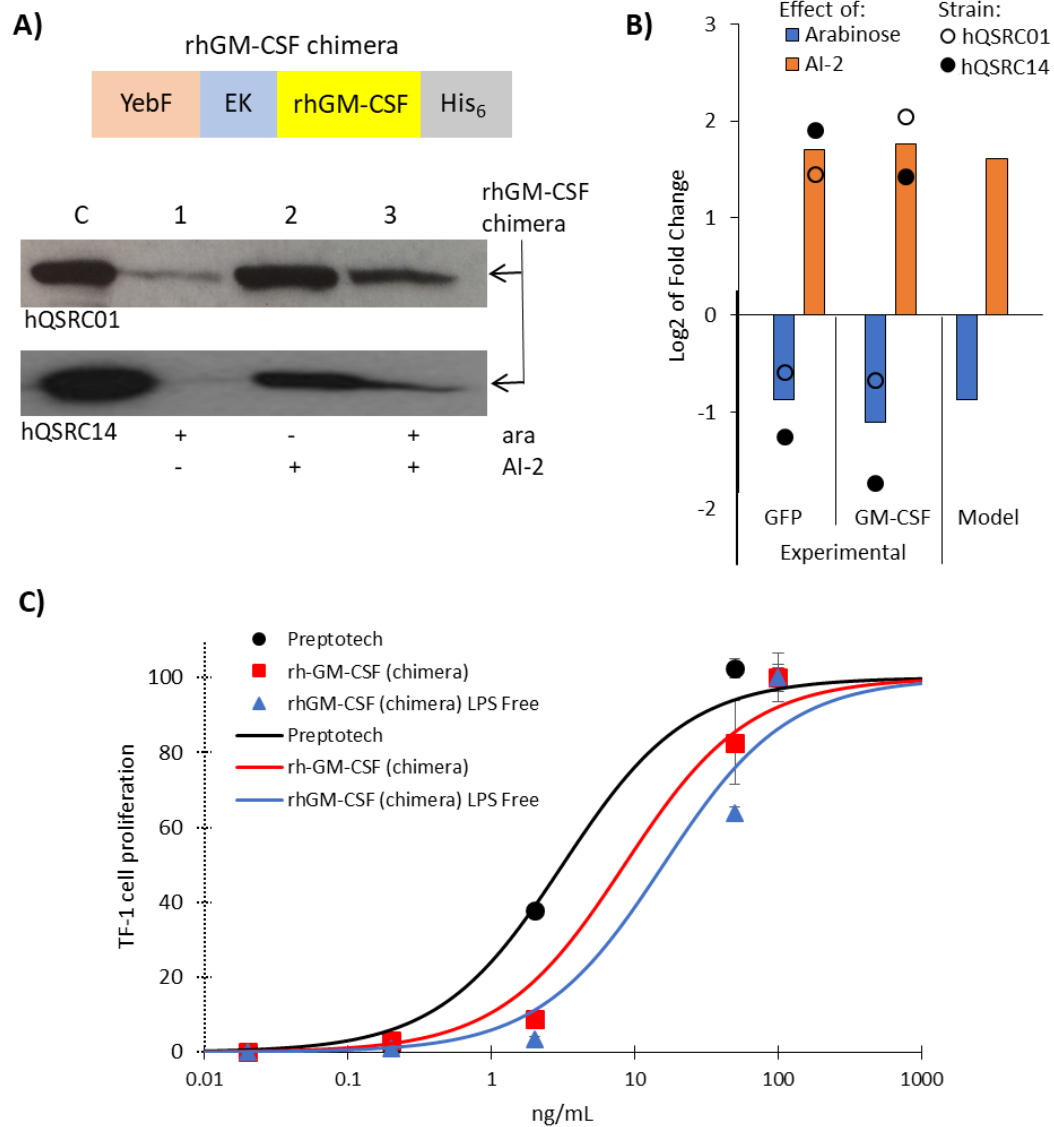 A)
rhGM-CSF chimera
YebF EK rhGM-CSF His6
rhGM-CSF
chimera
C 1 2 3
hQSRC01
hQSRC14
+ - + ara
- + + AI-2
B)
Effect of: Strain:
Arabinose hQSRC01
AI-2 hQSRC14
Log2 of Fold Change
3
2
1
0
-1
-2
GFP GM-CSF Model
Experimental
C)
Preptotech
rh-GM-CSF (chimera)
rhGM-CSF (chimera) LPS Free
Preptotech
rh-GM-CSF (chimera)
rhGM-CSF (chimera) LPS Free
TF-1 cell proliferation
100
80
60
40
20
0
0.01 0.1 1 10 100 1000
ng/mL